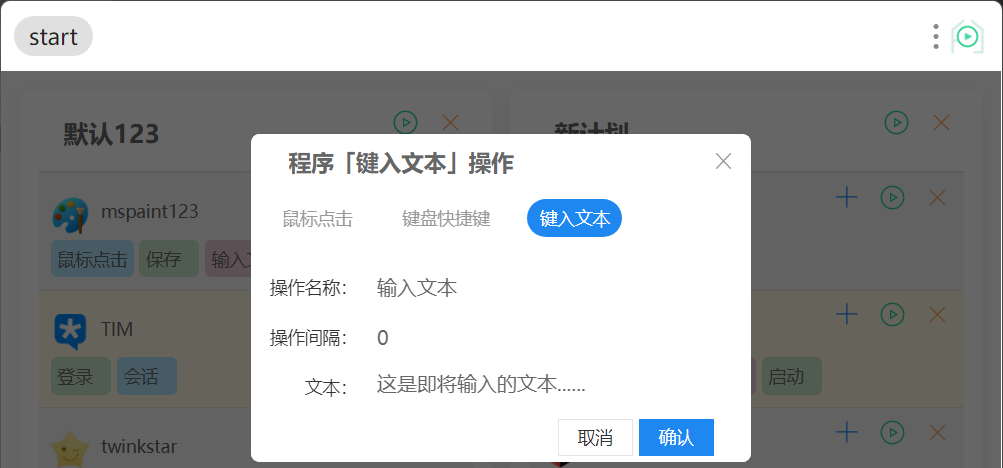 start
默认123
新计划
程序「键入文本」操作
鼠标点击 键盘快捷键 键入文本
mspaint123
鼠标点击 保存 输入文
操作名称： 输入文本
TIM
操作间隔： 0
登录 会话 启动
文本： 这是即将输入的文本......
取消 确认
twinkstar